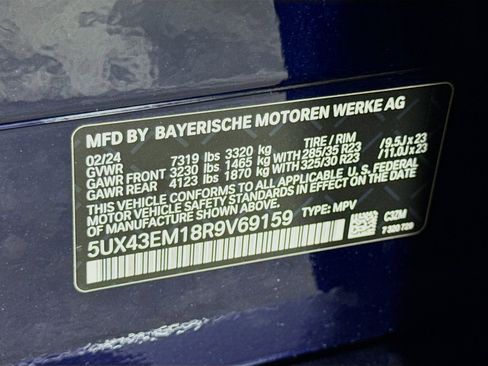 MFD BY BAYERISCHE MOTOREN WERKE AG
02/24 TIRE / RIM
GVWR 7319 lbs 3320 kg
GAWR FRONT 3230 lbs 1465 kg WITH 285/35 R23 / 9.5J x 23
GAWR REAR 4123 lbs 1870 kg WITH 325/30 R23 / 11.0J x 23
THIS VEHICLE CONFORMS TO ALL APPLICABLE U.S. FEDERAL
MOTOR VEHICLE SAFETY STANDARDS IN EFFECT
ON THE DATE OF MANUFACTURE SHOWN ABOVE.
5UX43EM18R9V69159 TYPE: MPV
C3ZM
7 320 720